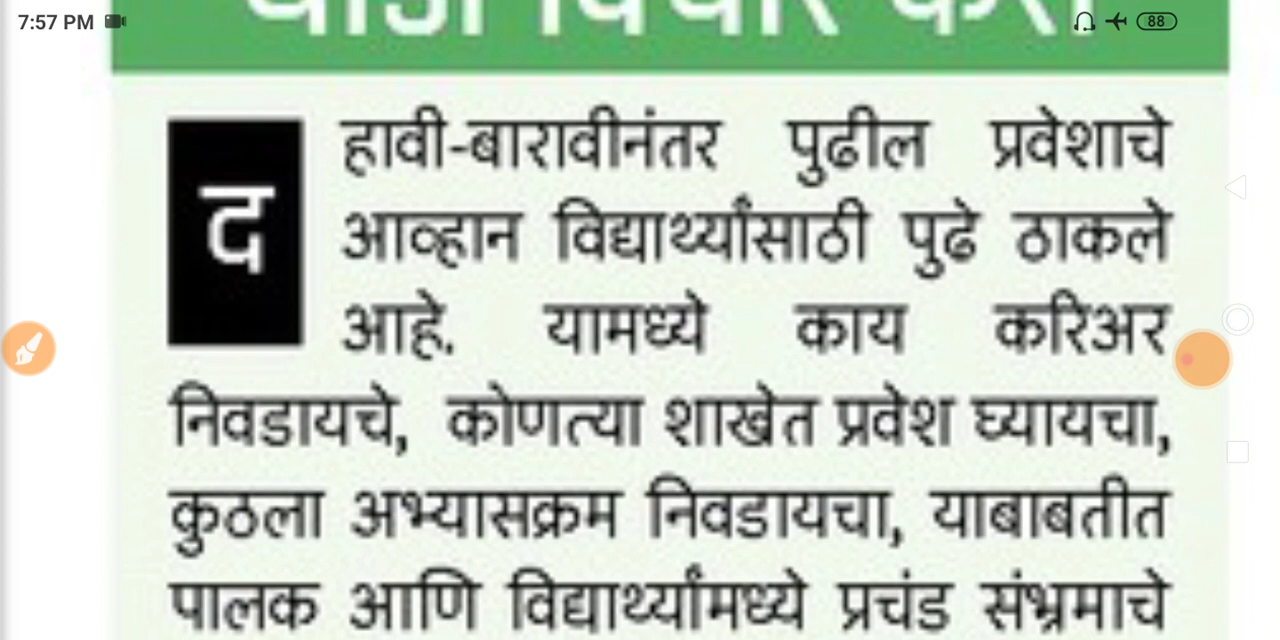 7:57 PM
88
द
हावी-बारावीनंतर पुढील प्रवेशाचे
आव्हान विद्यार्थ्यांसाठी पुढे ठाकले
आहे. यामध्ये काय करिअर
निवडायचे, कोणत्या शाखेत प्रवेश घ्यायचा,
कुठला अभ्यासक्रम निवडायचा, याबाबतीत
पालक आणि विद्यार्थ्यांमध्ये प्रचंड संभ्रमाचे